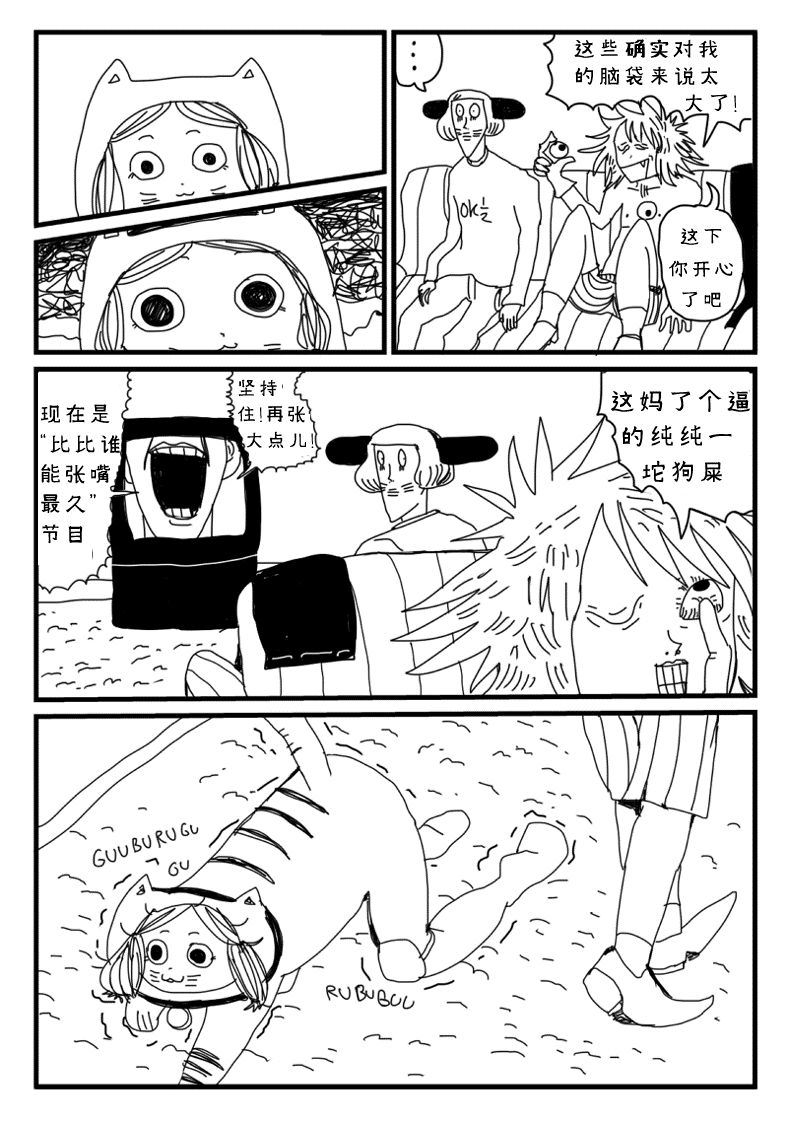 ...
这些确实对我
的脑袋来说太
大了!
OK½
这下
你开心
了吧
现在是
“比比谁
能张嘴
最久”
节目
坚持
住!再张
大点儿!
这妈了个逼
的纯纯一
坨狗屎
GUUBURUGU
GU
RUBUGUU